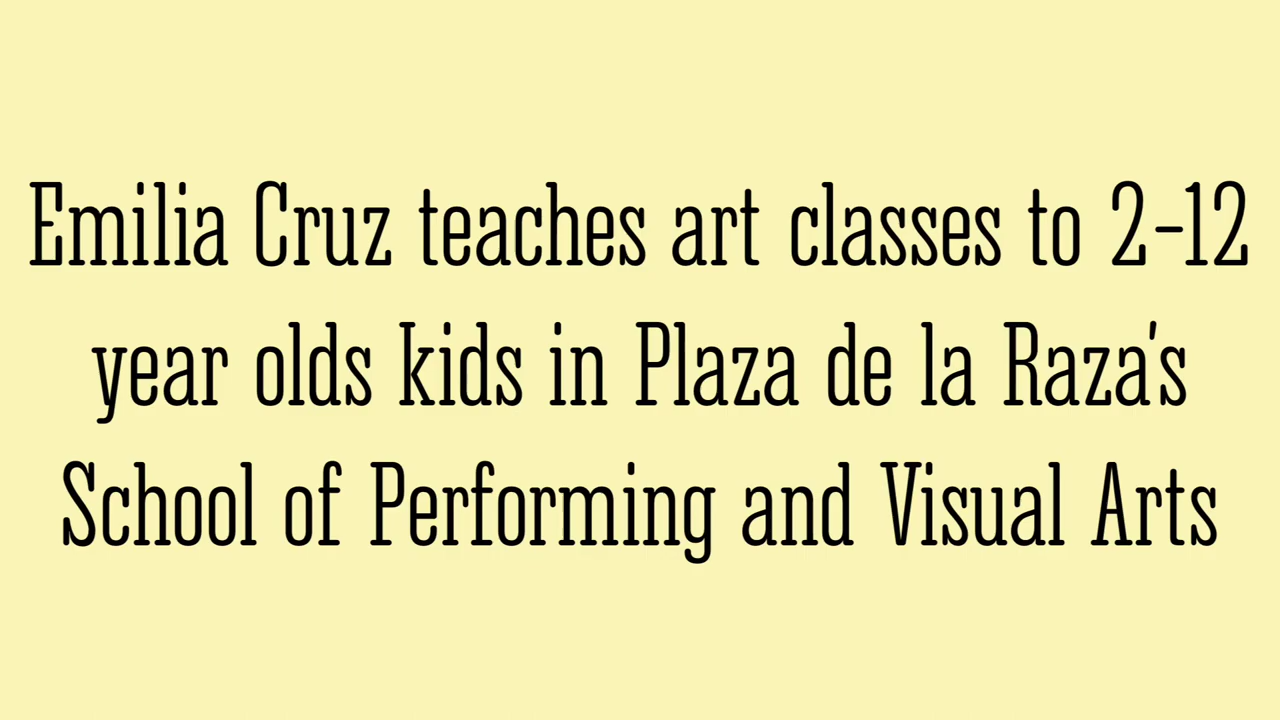 Emilia Cruz teaches art classes to 2-12
year olds kids in Plaza de la Raza's
School of Performing and Visual Arts